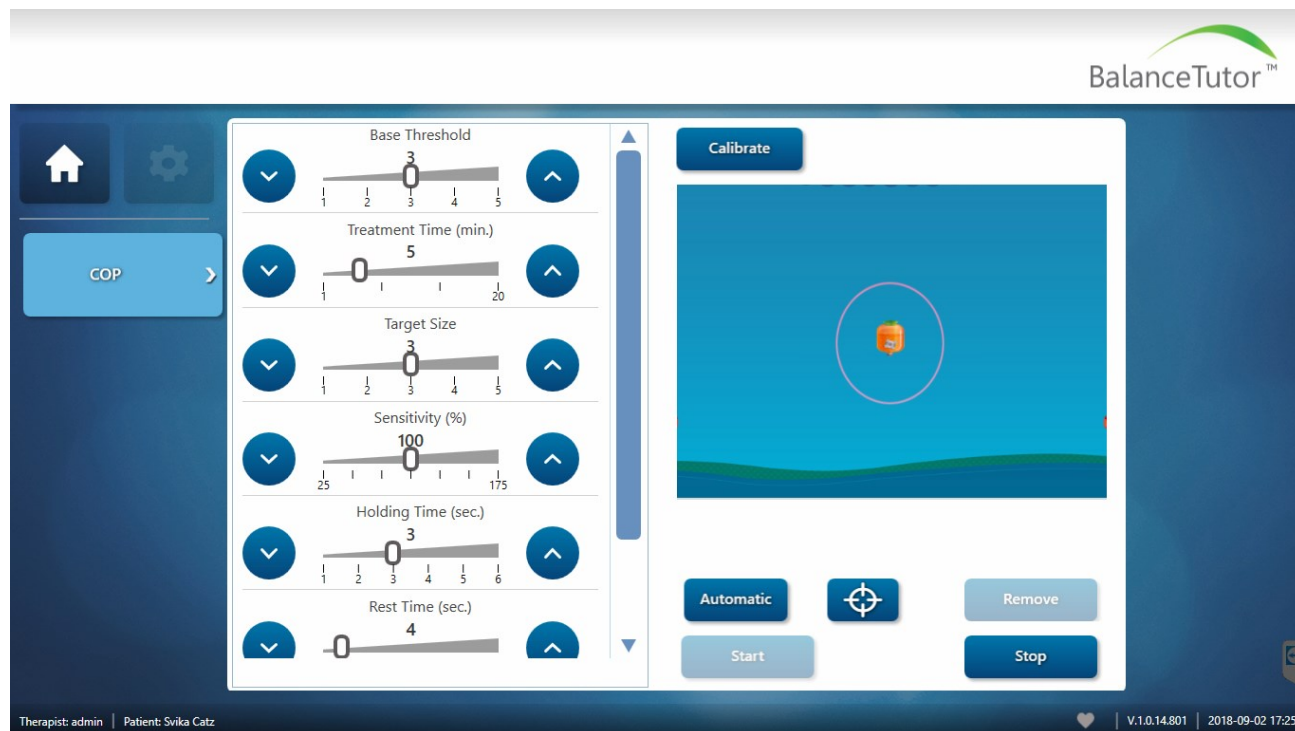 BalanceTutor™
COP
Base Threshold
3
1 2 3 4 5
Treatment Time (min.)
5
1 20
Target Size
3
1 2 3 4 5
Sensitivity (%)
100
25 175
Holding Time (sec.)
3
1 2 3 4 5 6
Rest Time (sec.)
4
Calibrate
Automatic
Remove
Start
Stop
Therapist: admin | Patient: Svika Catz
V.1.0.14.801 | 2018-09-02 17:25